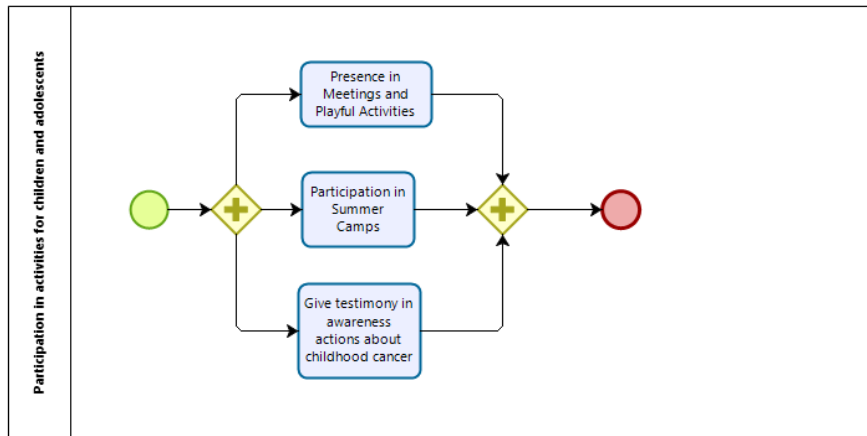 Participation in activities for children and adolescents
Presence in
Meetings and
Playful Activities
Participation in
Summer
Camps
Give testimony in
awareness
actions about
childhood cancer